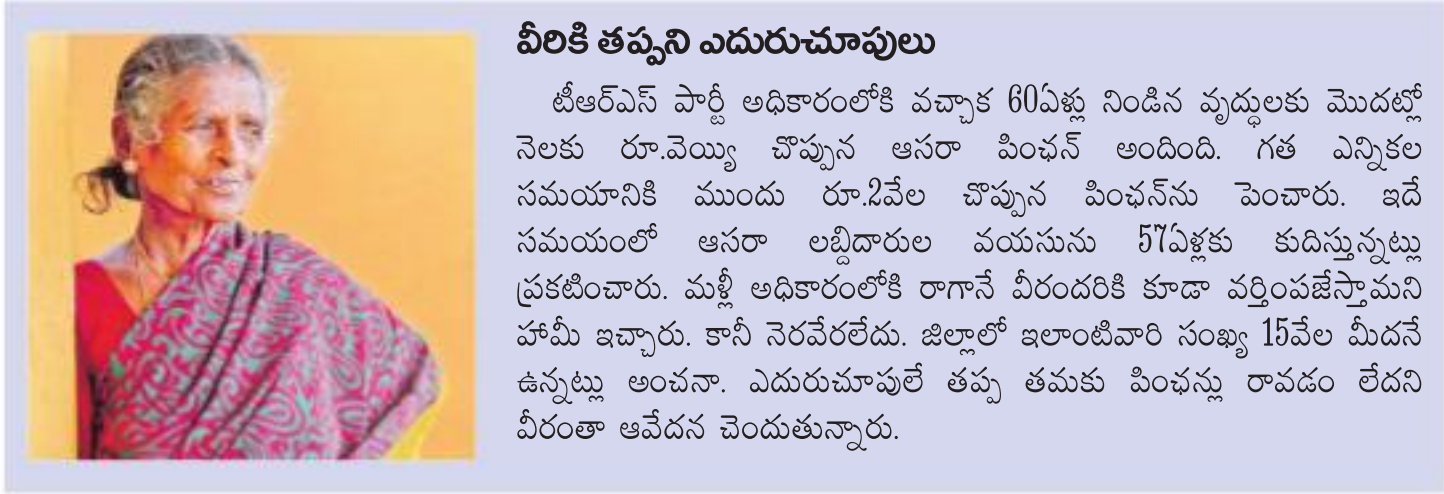 వీరికి తప్పని ఎదురుచూపులు
టీఆర్ఎస్ పార్టీ అధికారంలోకి వచ్చాక 60ఏళ్లు నిండిన వృద్ధులకు మొదట్లో
నెలకు రూ.వెయ్యి చొప్పున ఆసరా పింఛన్ అందింది. గత ఎన్నికల
సమయానికి ముందు రూ.2వేల చొప్పున పింఛన్‌ను పెంచారు. ఇదే
సమయంలో ఆసరా లబ్దిదారుల వయసును 57ఏళ్లకు కుదిస్తున్నట్లు
ప్రకటించారు. మళ్లీ అధికారంలోకి రాగానే వీరందరికి కూడా వర్తింపజేస్తామని
హామీ ఇచ్చారు. కానీ నెరవేరలేదు. జిల్లాలో ఇలాంటివారి సంఖ్య 15వేల మీదనే
ఉన్నట్లు అంచనా. ఎదురుచూపులే తప్ప తమకు పింఛన్లు రావడం లేదని
వీరంతా ఆవేదన చెందుతున్నారు.